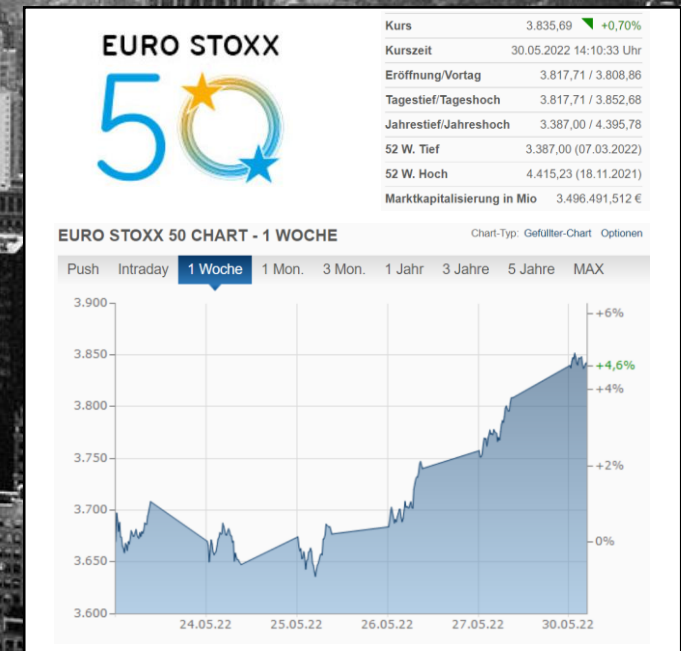 EURO STOXX
50
Kurs 3.835,69 +0,70%
Kurszeit 30.05.2022 14:10:33 Uhr
Eröffnung/Vortag 3.817,71 / 3.808,86
Tagestief/Tageshoch 3.817,71 / 3.852,68
Jahrestief/Jahreshoch 3.387,00 / 4.395,78
52 W. Tief 3.387,00 (07.03.2022)
52 W. Hoch 4.415,23 (18.11.2021)
Marktkapitalisierung in Mio 3.496.491,512 €
EURO STOXX 50 CHART - 1 WOCHE
Chart-Typ: Gefüllter-Chart Optionen
Push Intraday 1 Woche 1 Mon. 3 Mon. 1 Jahr 3 Jahre 5 Jahre MAX
3.900
3.850
3.800
3.750
3.700
3.650
3.600
+6%
+4,6%
+4%
+2%
0%
24.05.22 25.05.22 26.05.22 27.05.22 30.05.22